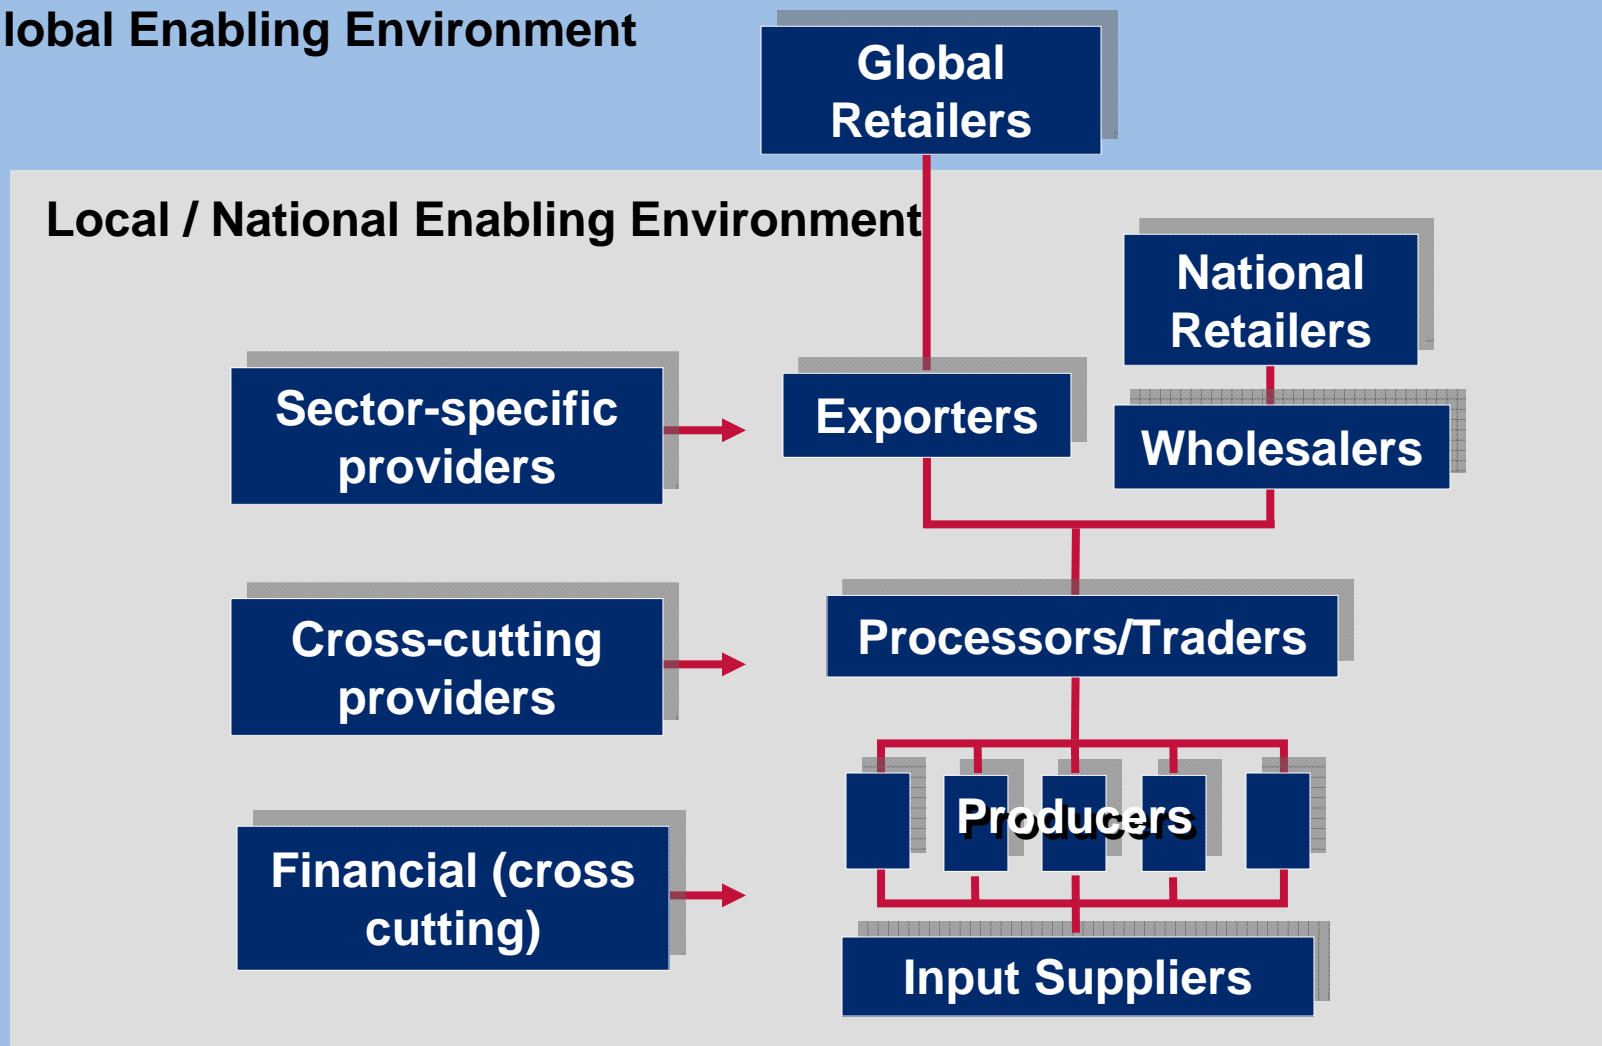 lobal Enabling Environment
Global
Retailers
Local / National Enabling Environment
National
Retailers
Sector-specific
providers
Exporters
Wholesalers
Cross-cutting
providers
Processors/Traders
Producers
Financial (cross
cutting)
Input Suppliers